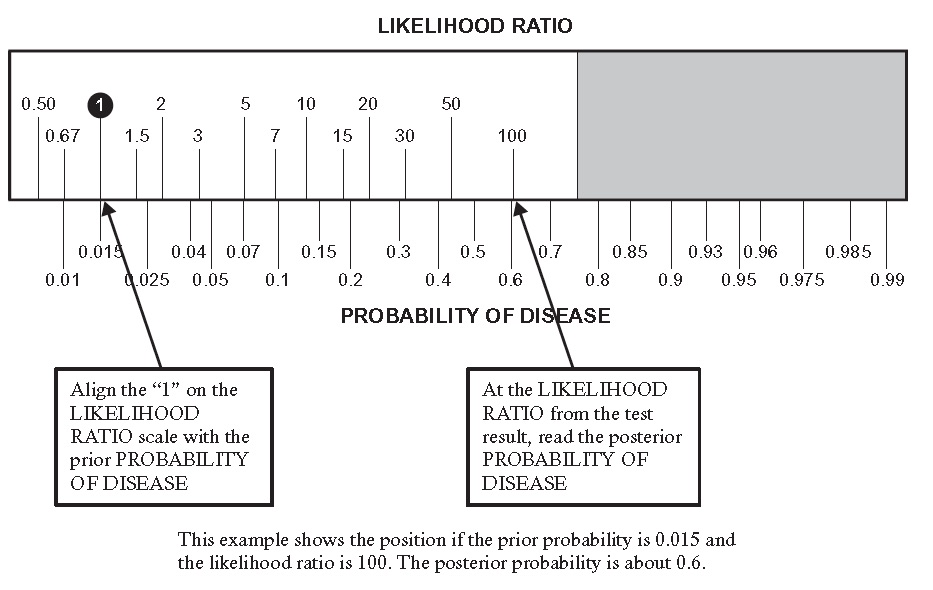 LIKELIHOOD RATIO
0.50 1 2 5 10 20 50
0.67 1.5 3 7 15 30 100
0.015 0.04 0.07 0.15 0.3 0.5 0.7 0.85 0.93 0.96 0.985
0.01 0.025 0.05 0.1 0.2 0.4 0.6 0.8 0.9 0.95 0.975 0.99
PROBABILITY OF DISEASE
Align the “1” on the
LIKELIHOOD
RATIO scale with the
prior PROBABILITY
OF DISEASE
At the LIKELIHOOD
RATIO from the test
result, read the posterior
PROBABILITY OF
DISEASE
This example shows the position if the prior probability is 0.015 and
the likelihood ratio is 100. The posterior probability is about 0.6.